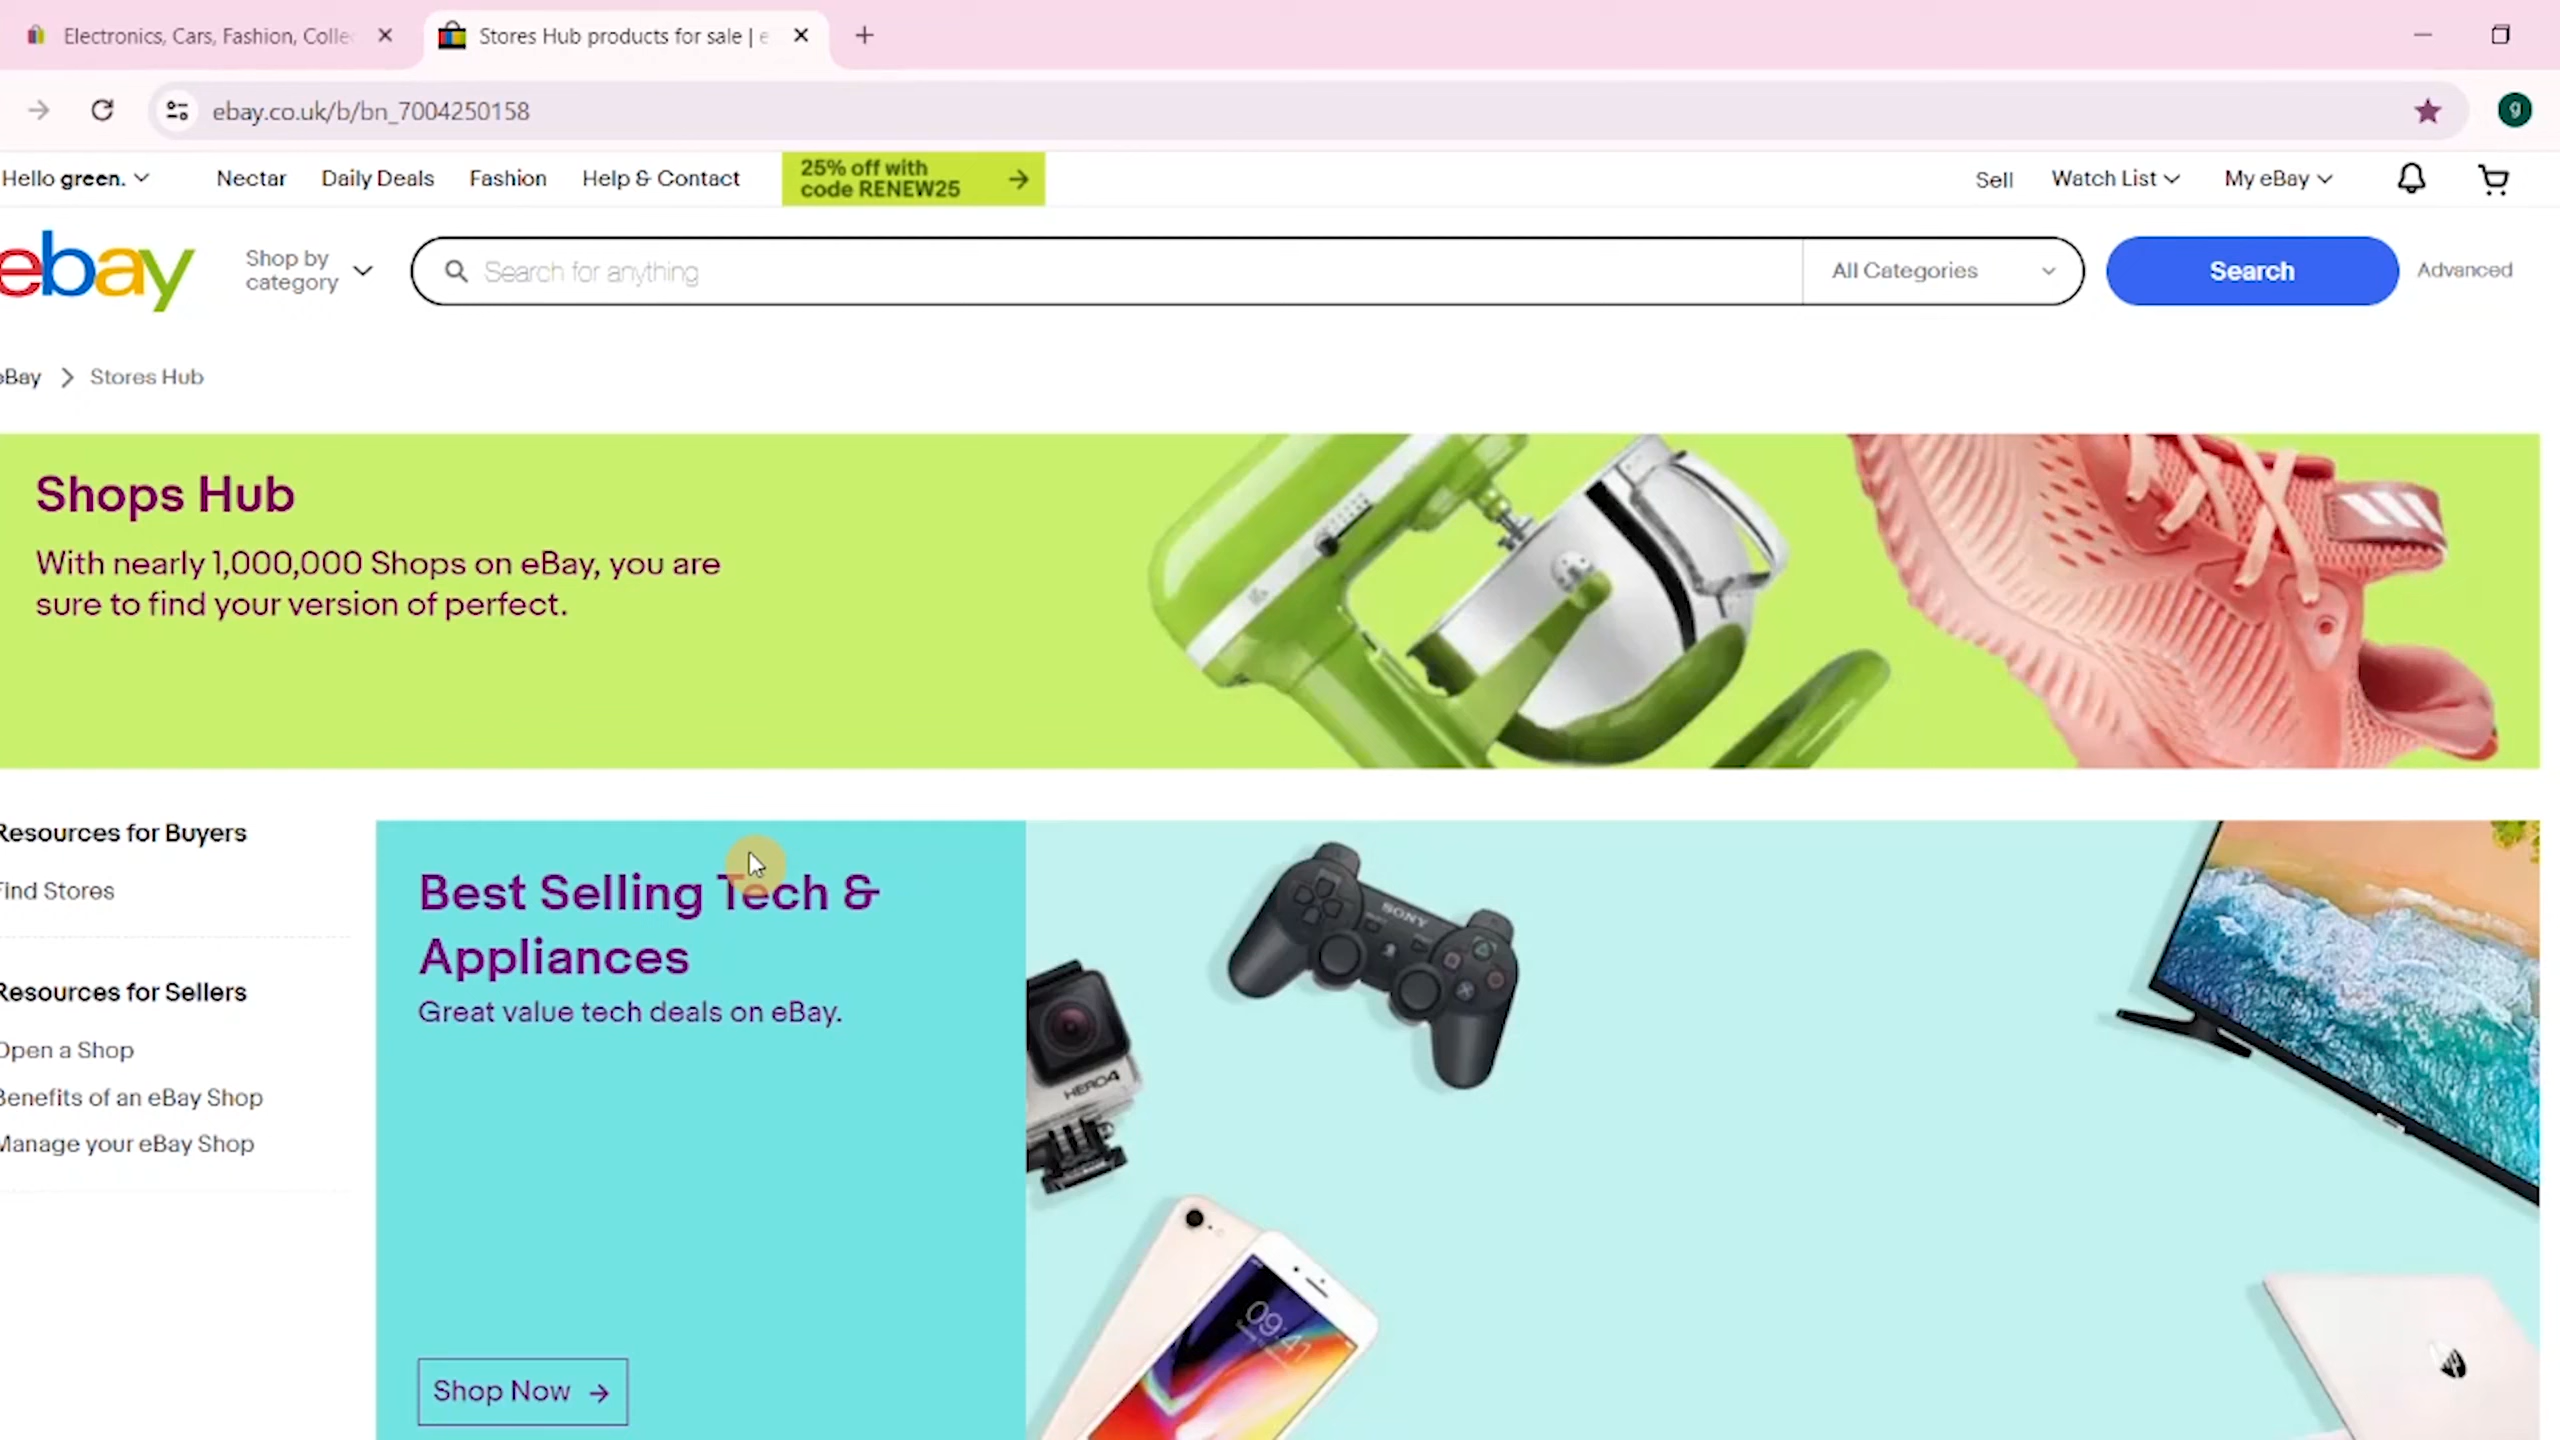 Electronics, Cars, Fashion, Colle
Stores Hub products for sale | e
ebay.co.uk/b/bn_7004250158
g
Hello green.
Nectar
Daily Deals
Fashion
Help & Contact
25% off with
code RENEW25
Sell
Watch List
My eBay
ebay
Shop by
category
Search for anything
All Categories
Search
Advanced
eBay
Stores Hub
Shops Hub
With nearly 1,000,000 Shops on eBay, you are
sure to find your version of perfect.
Resources for Buyers
Find Stores
Resources for Sellers
Open a Shop
Benefits of an eBay Shop
Manage your eBay Shop
Best Selling Tech &
Appliances
Great value tech deals on eBay.
Shop Now
SONY
HERO4
09:41